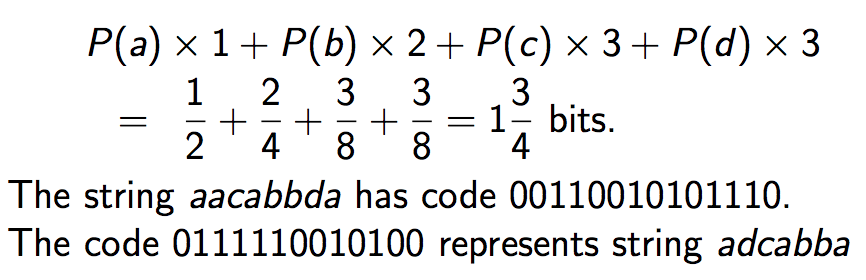 P(a) × 1 + P(b) × 2 + P(c) × 3 + P(d) × 3
= 1/2 + 2/4 + 3/8 + 3/8 = 1 3/4 bits.
The string aacabbda has code 00110010101110.
The code 0111110010100 represents string adcabba